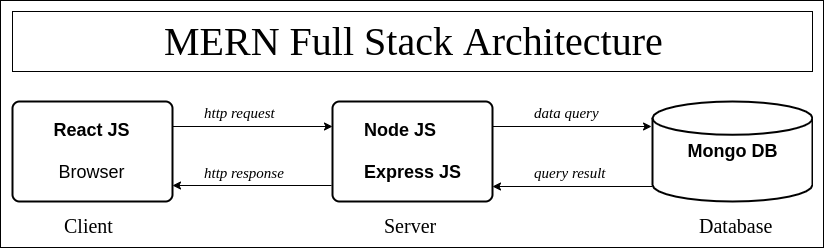 MERN Full Stack Architecture
http request
data query
React JS
Node JS
Mongo DB
Browser
Express JS
http response
query result
Client
Server
Database